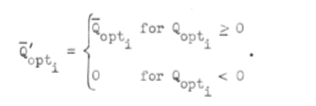 Q̅'opt_i = { Q̅opt_i for Qopt_i ≥ 0
0 for Qopt_i < 0 .